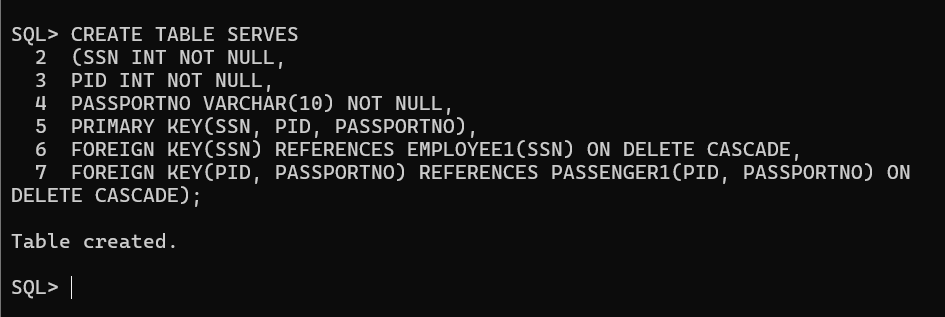 SQL> CREATE TABLE SERVES
  2  (SSN INT NOT NULL,
  3  PID INT NOT NULL,
  4  PASSPORTNO VARCHAR(10) NOT NULL,
  5  PRIMARY KEY(SSN, PID, PASSPORTNO),
  6  FOREIGN KEY(SSN) REFERENCES EMPLOYEE1(SSN) ON DELETE CASCADE,
  7  FOREIGN KEY(PID, PASSPORTNO) REFERENCES PASSENGER1(PID, PASSPORTNO) ON
DELETE CASCADE);
Table created.
SQL>